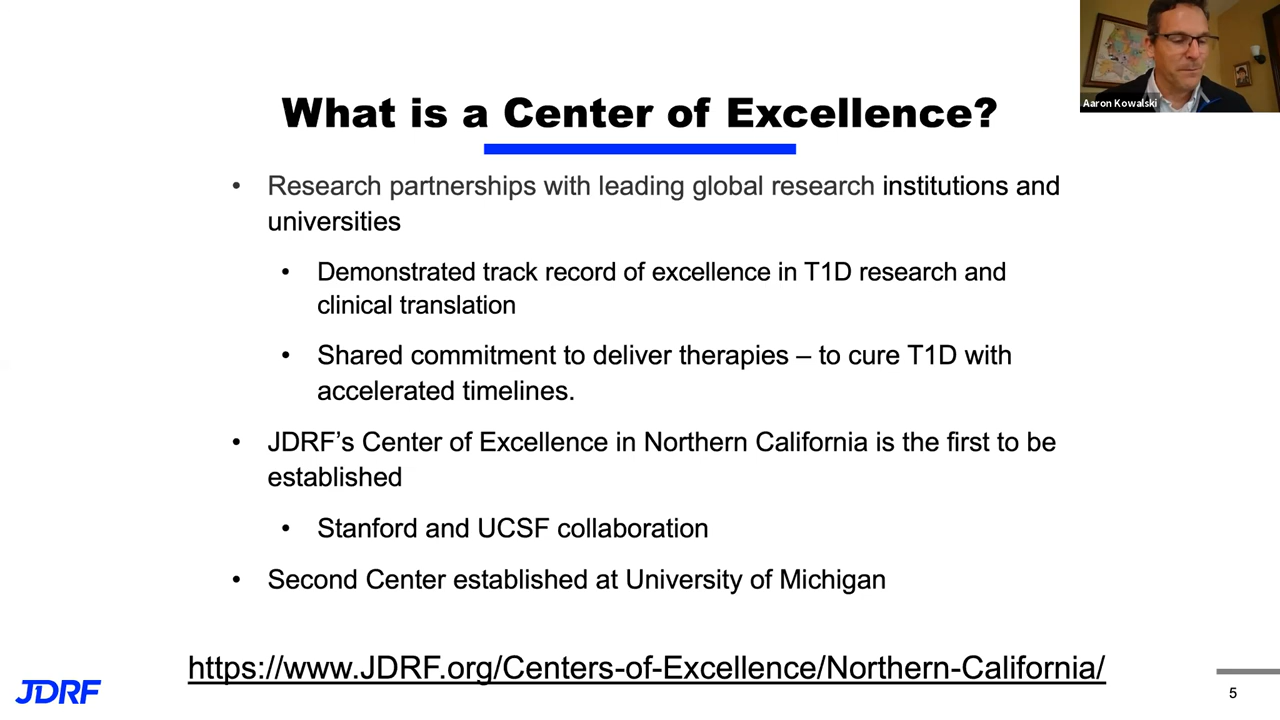 Aaron Kowalski
What is a Center of Excellence?
• Research partnerships with leading global research institutions and
universities
• Demonstrated track record of excellence in T1D research and
clinical translation
• Shared commitment to deliver therapies – to cure T1D with
accelerated timelines.
• JDRF’s Center of Excellence in Northern California is the first to be
established
• Stanford and UCSF collaboration
• Second Center established at University of Michigan
https://www.JDRF.org/Centers-of-Excellence/Northern-California/
JDRF
5